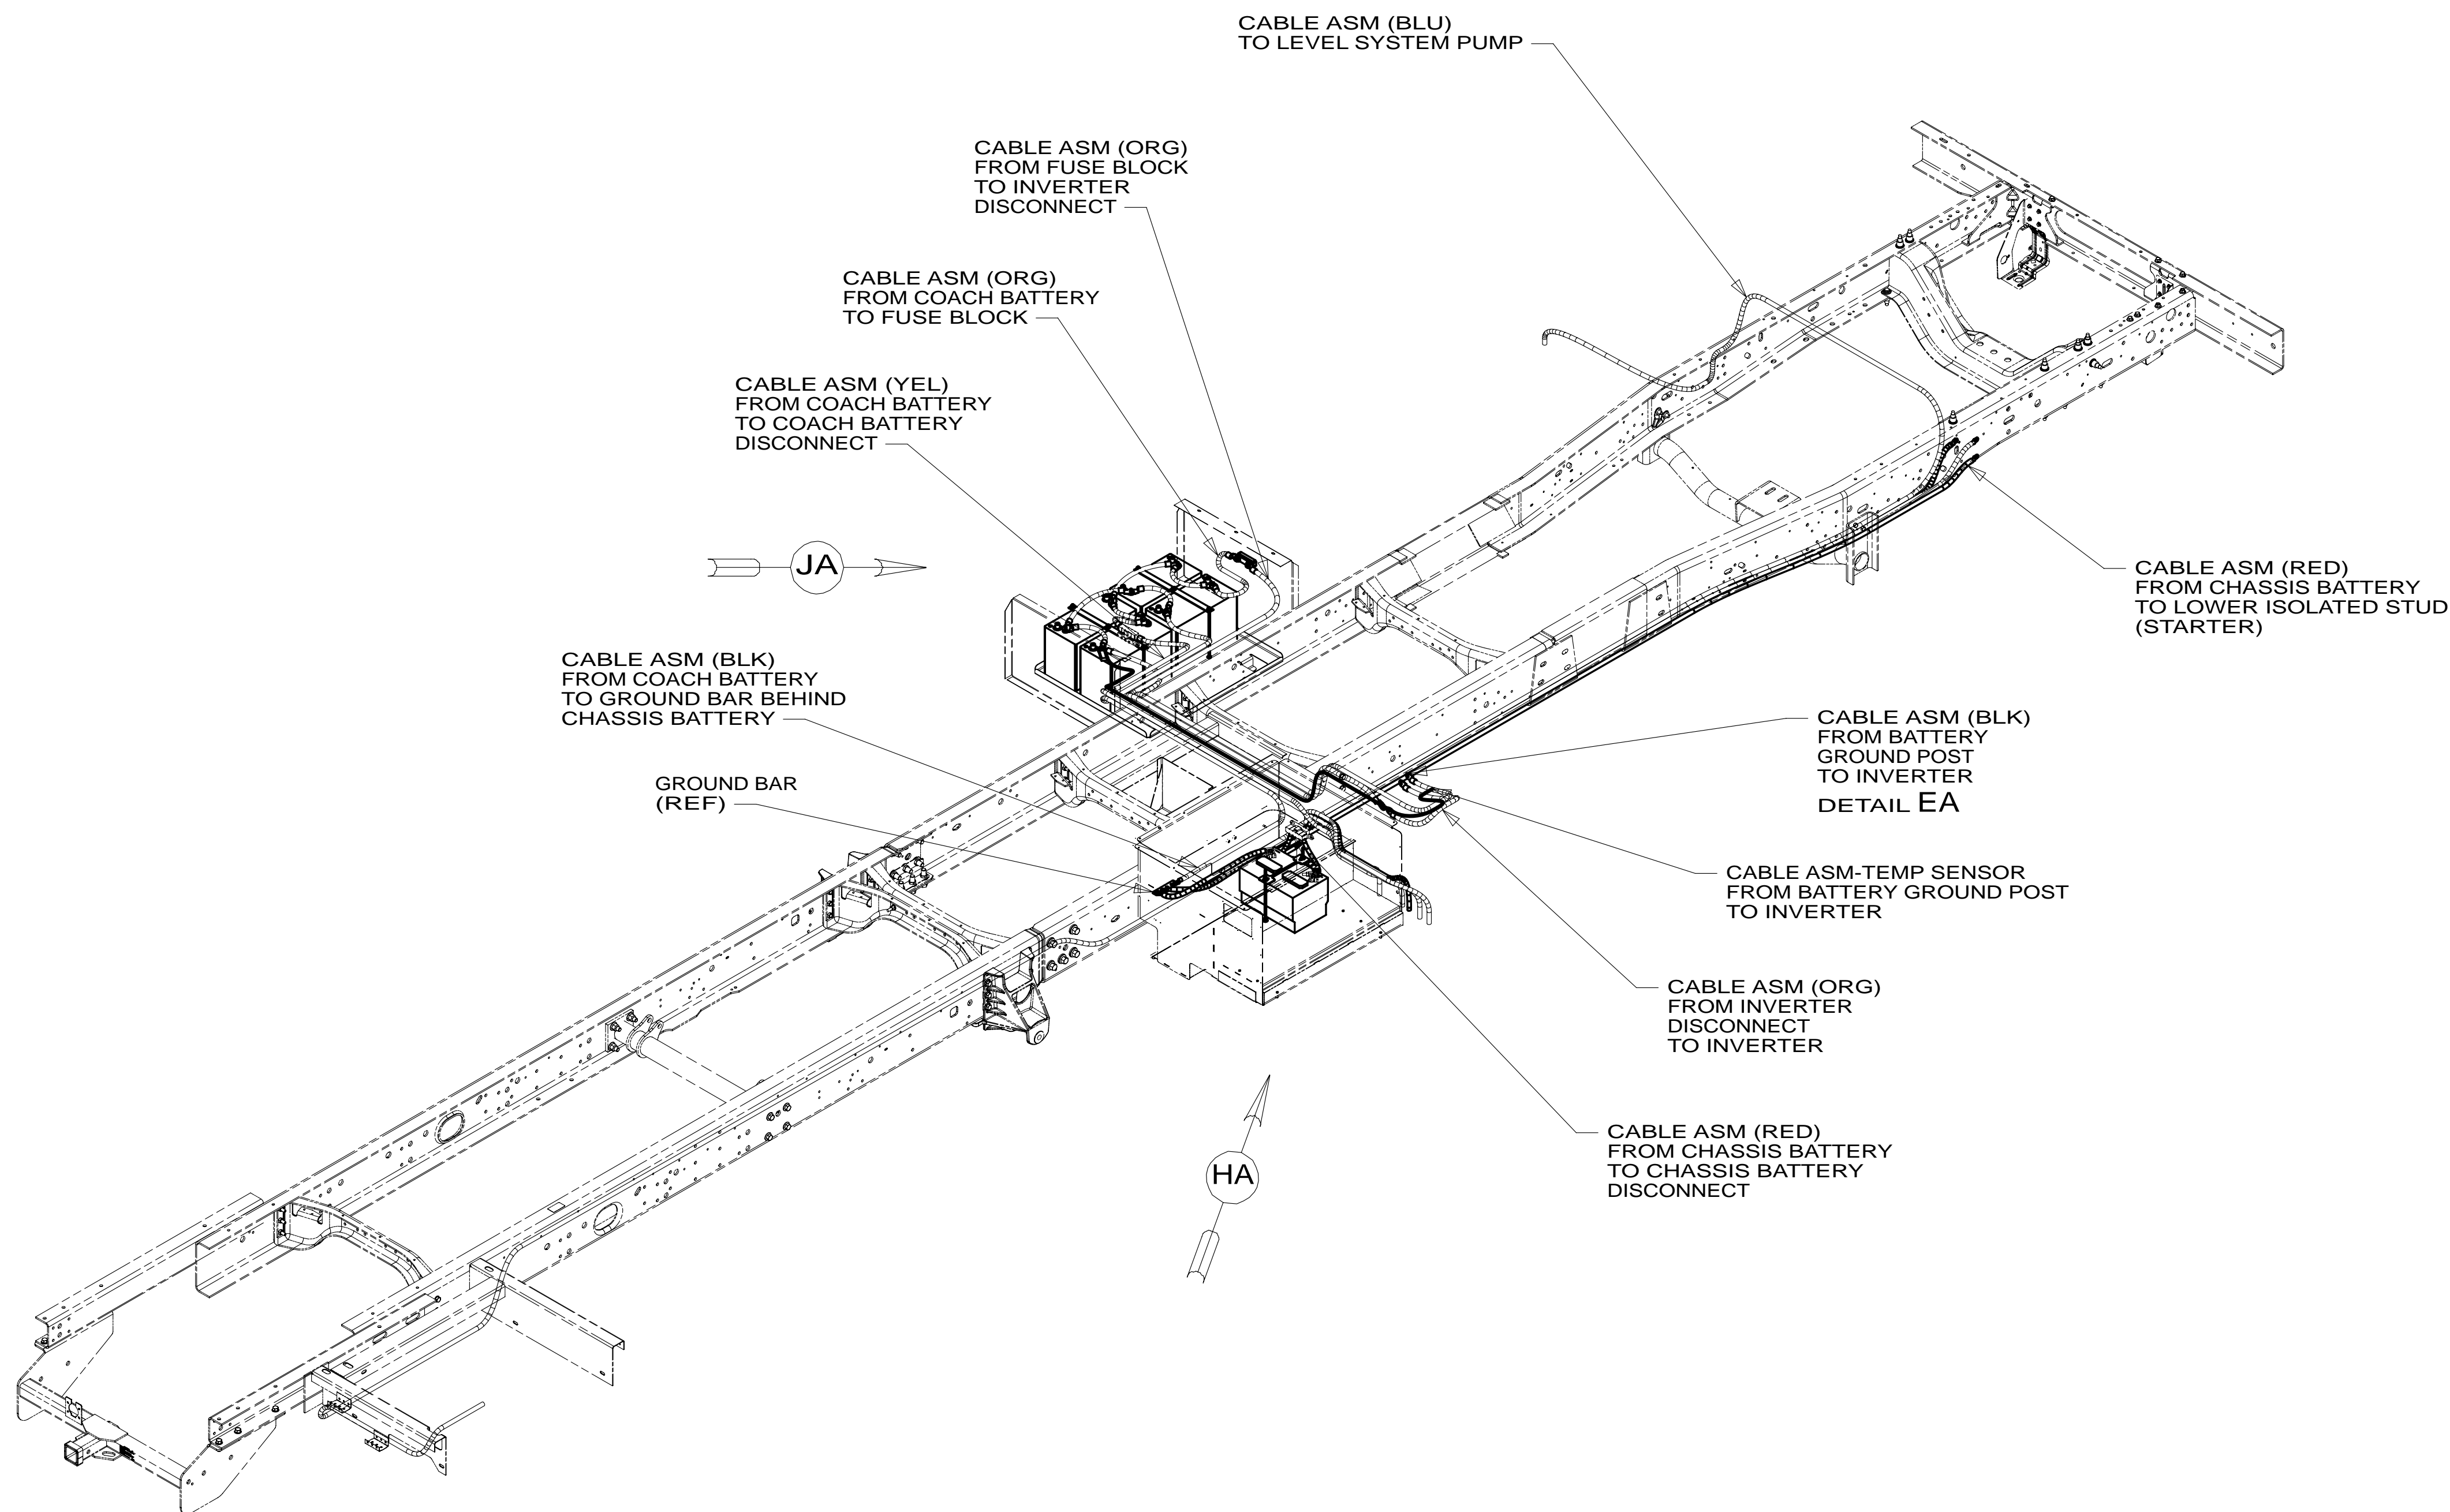 CABLE ASM (BLU)
TO LEVEL SYSTEM PUMP
CABLE ASM (ORG)
FROM FUSE BLOCK
TO INVERTER
DISCONNECT
CABLE ASM (ORG)
FROM COACH BATTERY
TO FUSE BLOCK
CABLE ASM (YEL)
FROM COACH BATTERY
TO COACH BATTERY
DISCONNECT
JA
CABLE ASM (RED)
FROM CHASSIS BATTERY
TO LOWER ISOLATED STUD
(STARTER)
CABLE ASM (BLK)
FROM COACH BATTERY
TO GROUND BAR BEHIND
CHASSIS BATTERY
CABLE ASM (BLK)
FROM BATTERY
GROUND POST
TO INVERTER
DETAIL EA
GROUND BAR
(REF)
CABLE ASM-TEMP SENSOR
FROM BATTERY GROUND POST
TO INVERTER
CABLE ASM (ORG)
FROM INVERTER
DISCONNECT
TO INVERTER
CABLE ASM (RED)
FROM CHASSIS BATTERY
TO CHASSIS BATTERY
DISCONNECT
HA